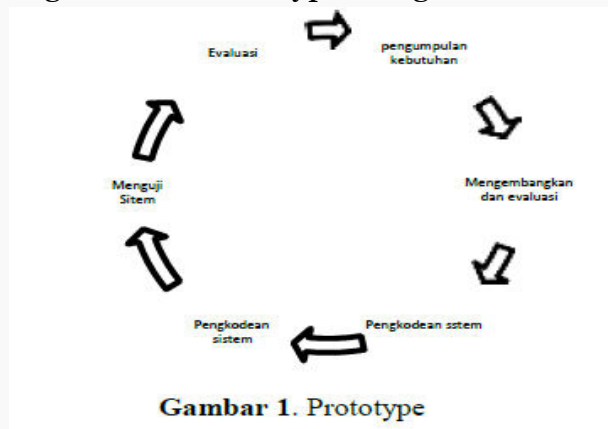 Evaluasi
pengumpulan
kebutuhan
Menguji
Sitem
Mengembangkan
dan evaluasi
Pengkodean
sistem
Pengkodean sstem
Gambar 1. Prototype